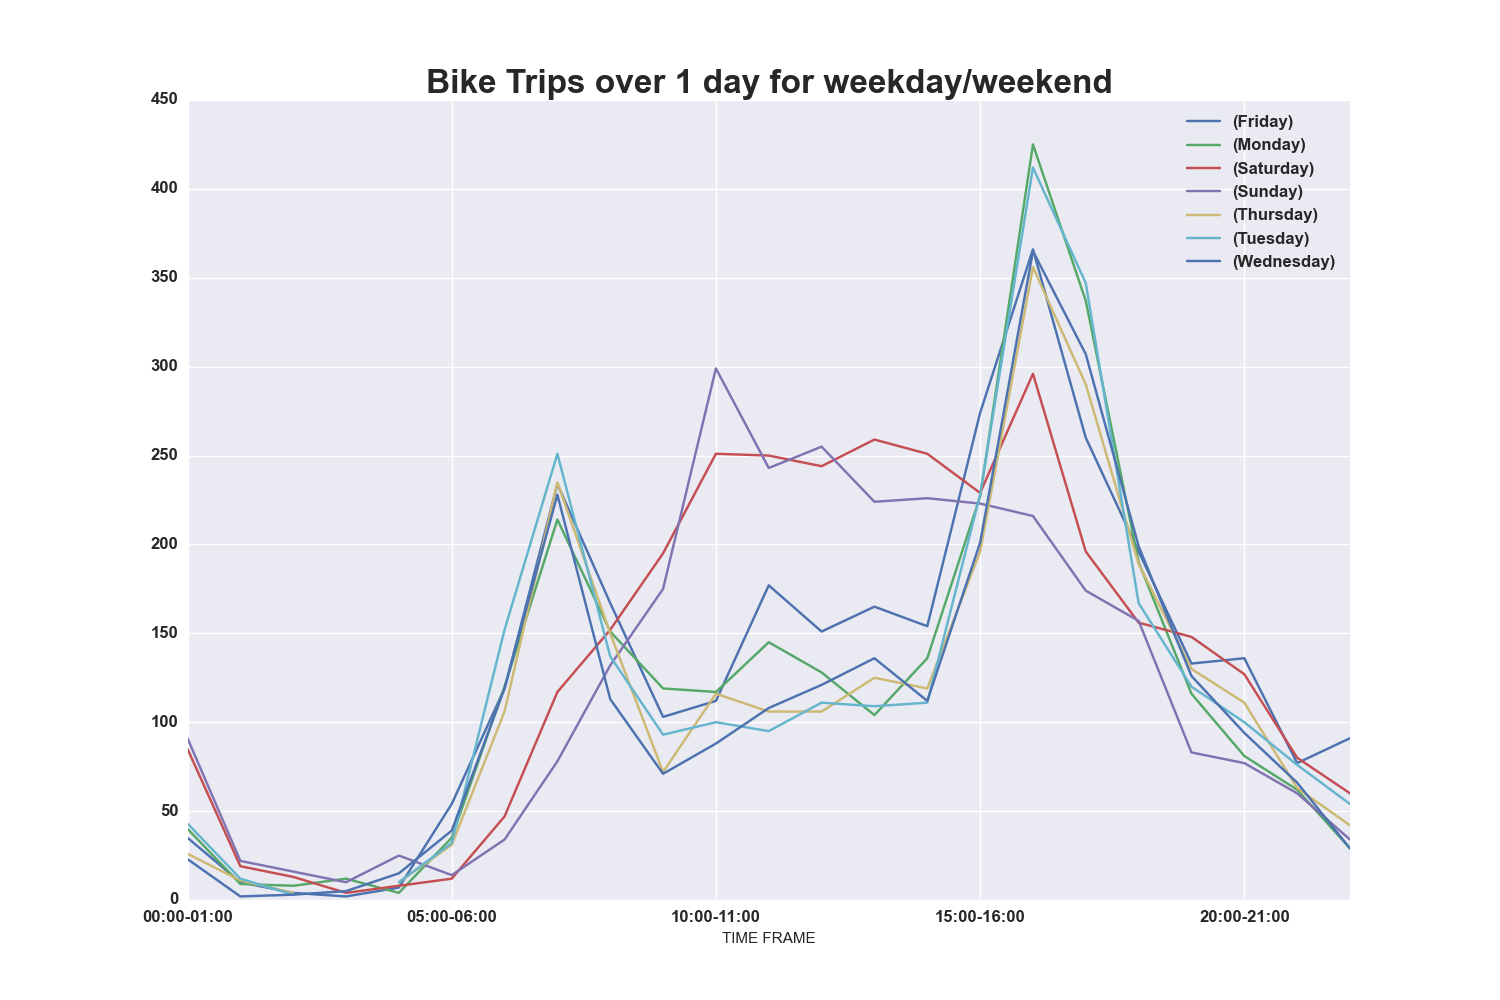 Bike Trips over 1 day for weekday/weekend
450
400
350
300
250
200
150
100
50
0
(Friday)
(Monday)
(Saturday)
(Sunday)
(Thursday)
(Tuesday)
(Wednesday)
00:00-01:00 05:00-06:00 10:00-11:00 15:00-16:00 20:00-21:00
TIME FRAME